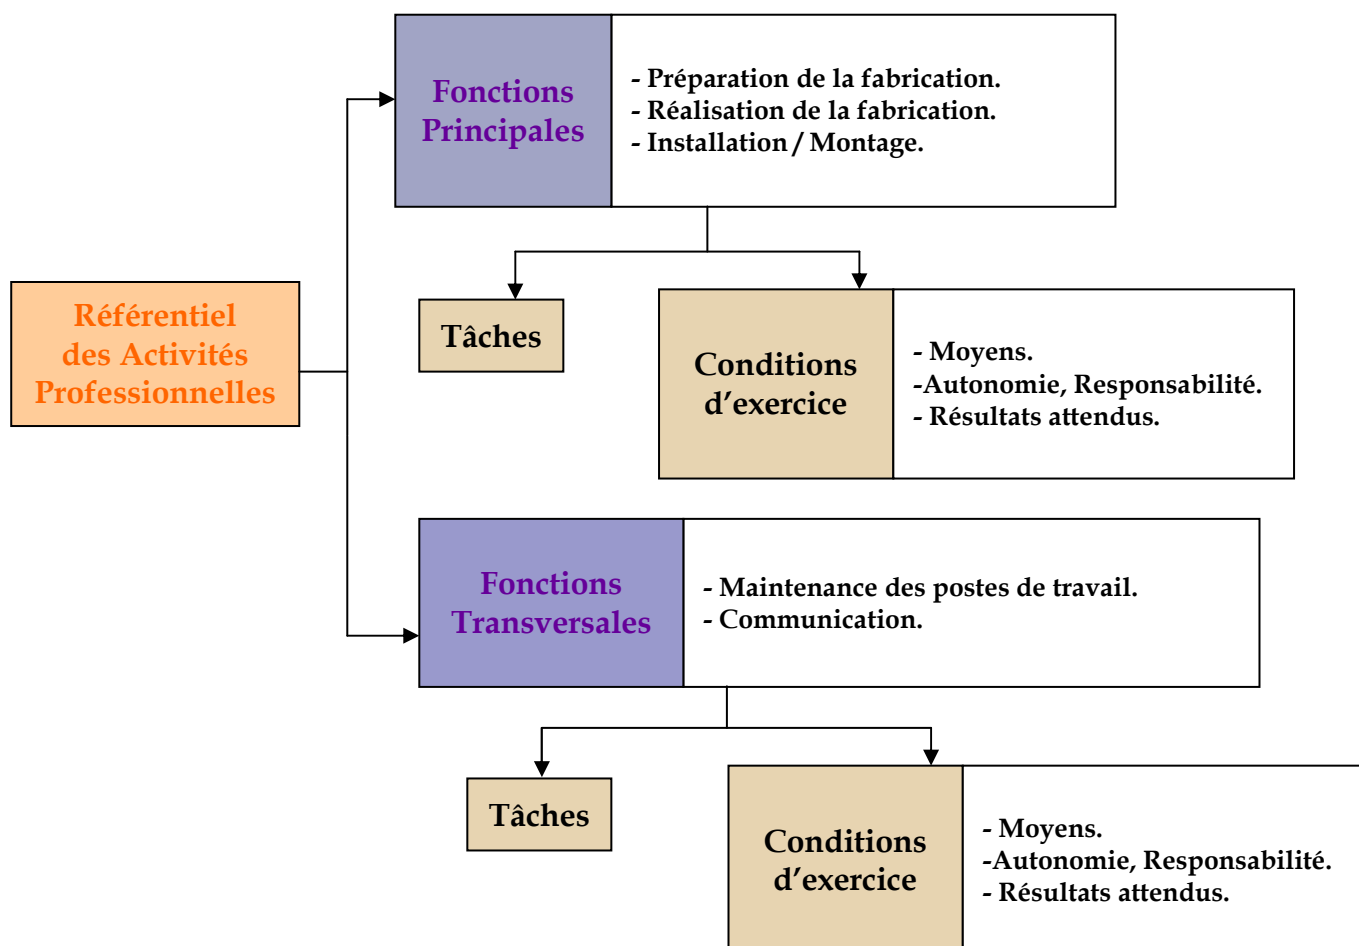 Fonctions
Principales
- Préparation de la fabrication.
- Réalisation de la fabrication.
- Installation / Montage.
Référentiel
des Activités
Professionnelles
Tâches
Conditions
d’exercice
- Moyens.
-Autonomie, Responsabilité.
- Résultats attendus.
Fonctions
Transversales
- Maintenance des postes de travail.
- Communication.
Tâches
Conditions
d’exercice
- Moyens.
-Autonomie, Responsabilité.
- Résultats attendus.